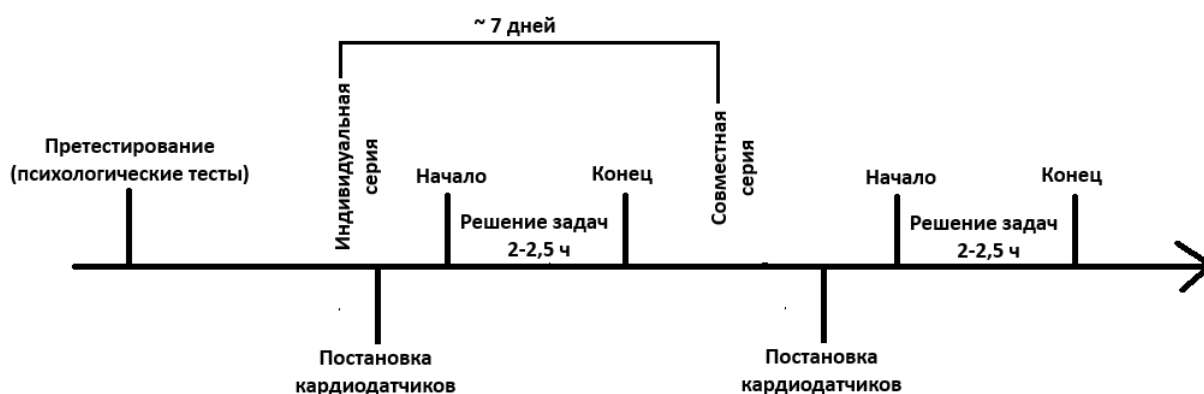 ~ 7 дней
Претестирование
(психологические тесты)
Индивидуальная
серия
Начало
Решение задач
2-2,5 ч
Конец
Совместная
серия
Начало
Решение задач
2-2,5 ч
Конец
Постановка
кардиодатчиков
Постановка
кардиодатчиков